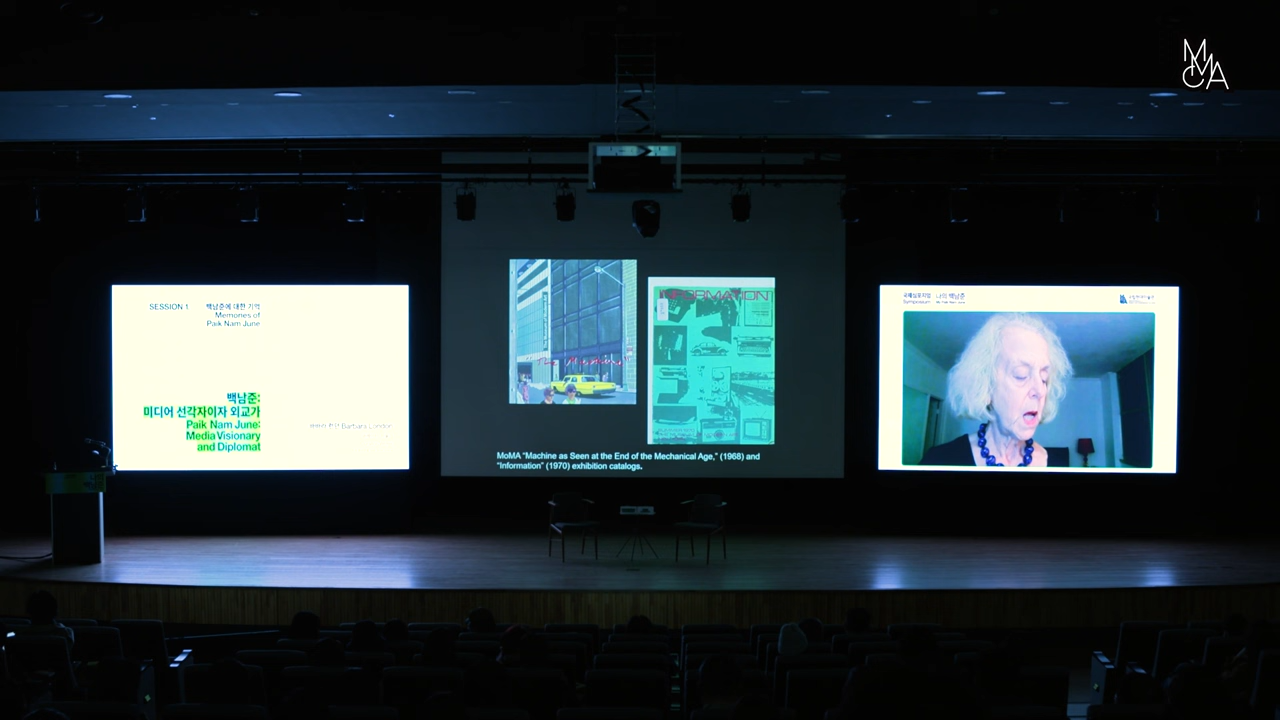 MMCA
SESSION 1
백남준에 대한 기억
Memories of
Paik Nam June
백남준:
미디어 선각자이자 외교가
Paik Nam June:
Media Visionary
and Diplomat
Barbara London
INFORMATION
MoMA "Machine as Seen at the End of the Mechanical Age," (1968) and
"Information" (1970) exhibition catalogs.
국제심포지엄 나의 백남준
Symposium